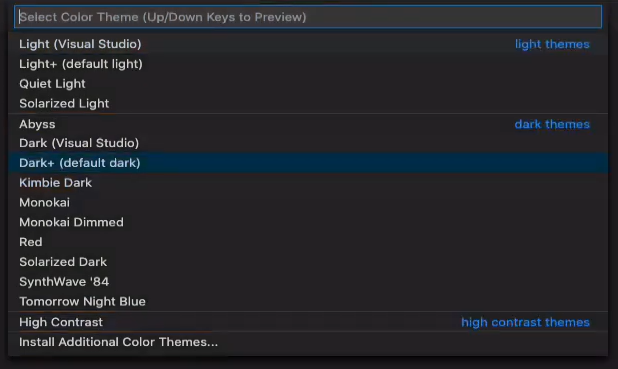 Select Color Theme (Up/Down Keys to Preview)
Light (Visual Studio) light themes
Light+ (default light)
Quiet Light
Solarized Light
Abyss dark themes
Dark (Visual Studio)
Dark+ (default dark)
Kimbie Dark
Monokai
Monokai Dimmed
Red
Solarized Dark
SynthWave '84
Tomorrow Night Blue
High Contrast high contrast themes
Install Additional Color Themes...